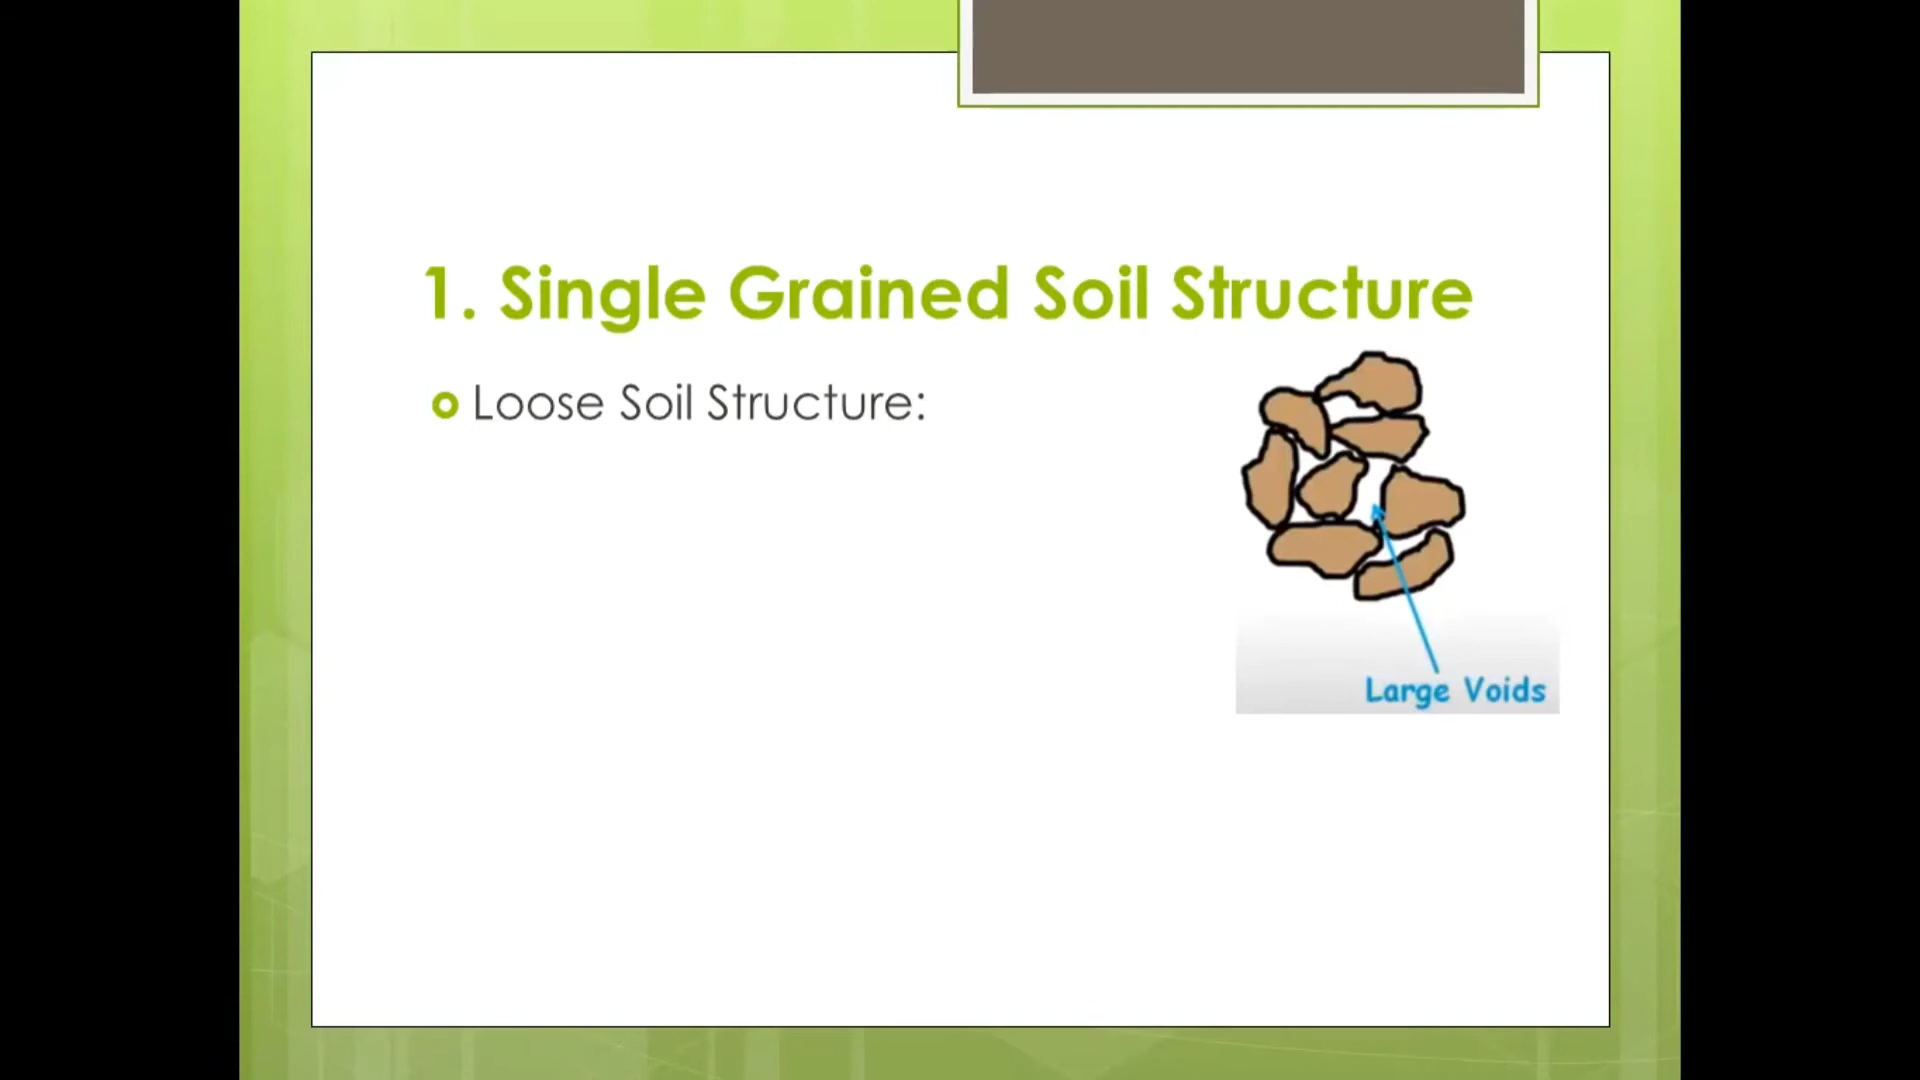 1. Single Grained Soil Structure
Loose Soil Structure:
Large Voids